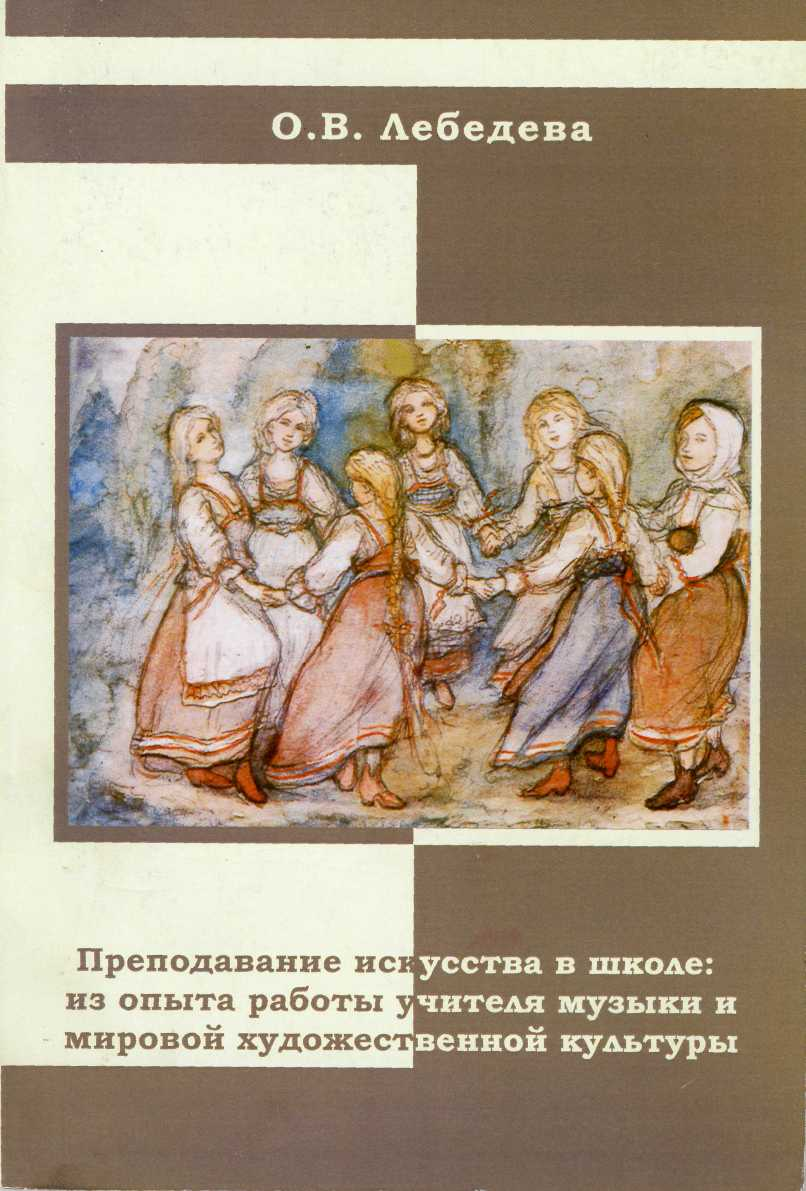 О.В. Лебедева
Преподавание искусства в школе:
из опыта работы учителя музыки и
мировой художественной культуры